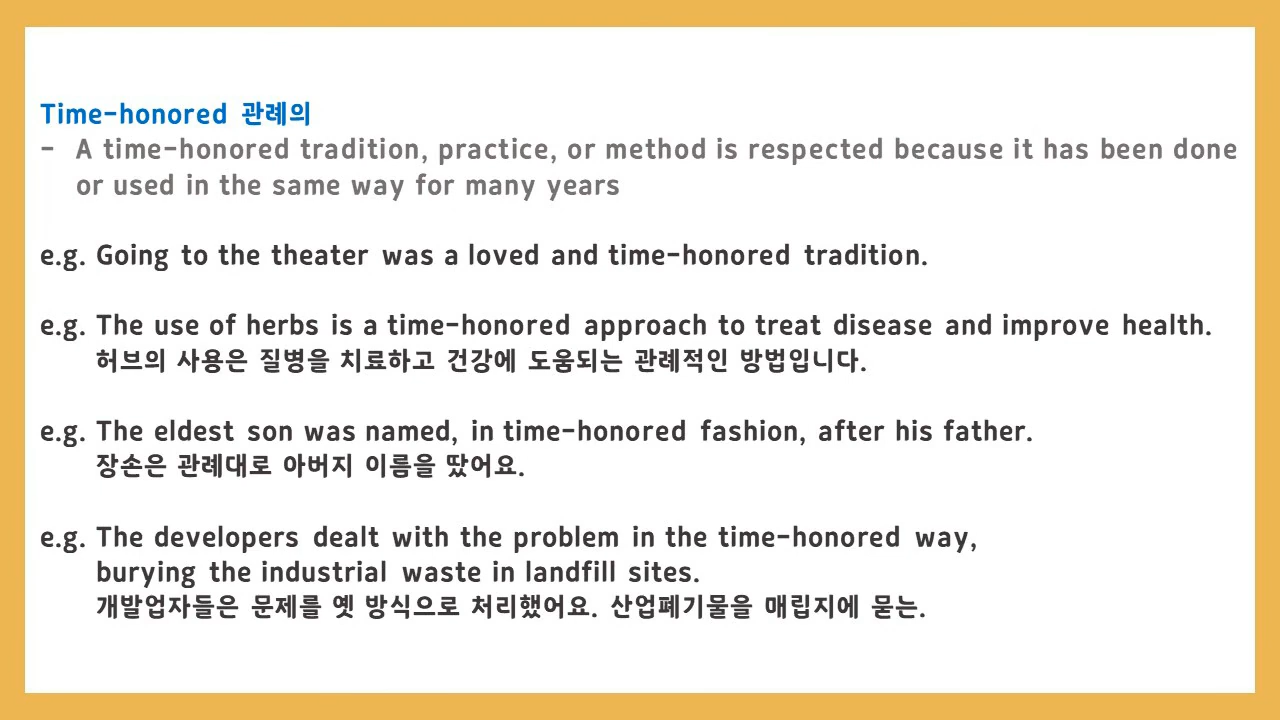 Time-honored 관례의
- A time-honored tradition, practice, or method is respected because it has been done
or used in the same way for many years
e.g. Going to the theater was a loved and time-honored tradition.
e.g. The use of herbs is a time-honored approach to treat disease and improve health.
허브의 사용은 질병을 치료하고 건강에 도움되는 관례적인 방법입니다.
e.g. The eldest son was named, in time-honored fashion, after his father.
장손은 관례대로 아버지 이름을 땄어요.
e.g. The developers dealt with the problem in the time-honored way,
burying the industrial waste in landfill sites.
개발업자들은 문제를 옛 방식으로 처리했어요. 산업폐기물을 매립지에 묻는.